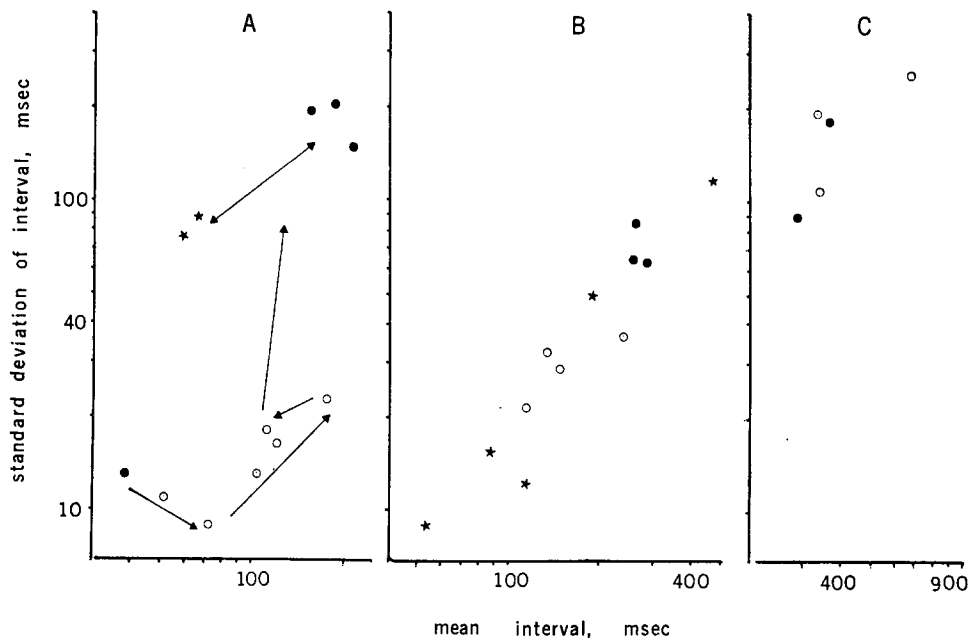 A
B
C
standard deviation of interval, msec
100
40
10
100
100
400
400
900
mean interval, msec